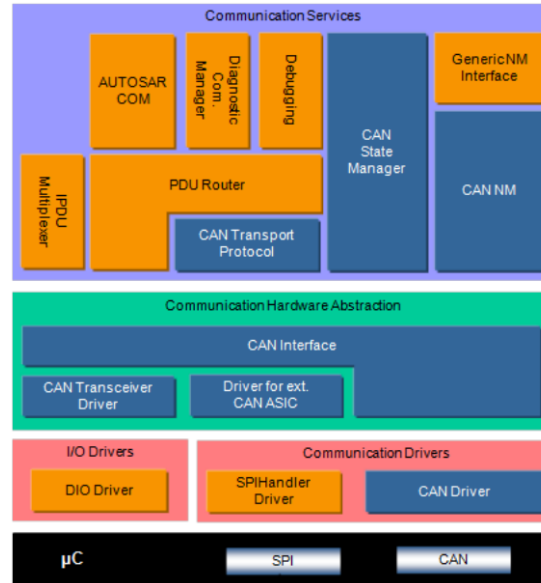 Communication Services
AUTOSAR
COM
Diagnostic
Com.
Manager
Debugging
CAN
State
Manager
GenericNM
Interface
IPDU
Multiplexer
PDU Router
CAN NM
CAN Transport
Protocol
Communication Hardware Abstraction
CAN Interface
CAN Transceiver
Driver
Driver for ext.
CAN ASIC
I/O Drivers
Communication Drivers
DIO Driver
SPIHandler
Driver
CAN Driver
µC
SPI
CAN